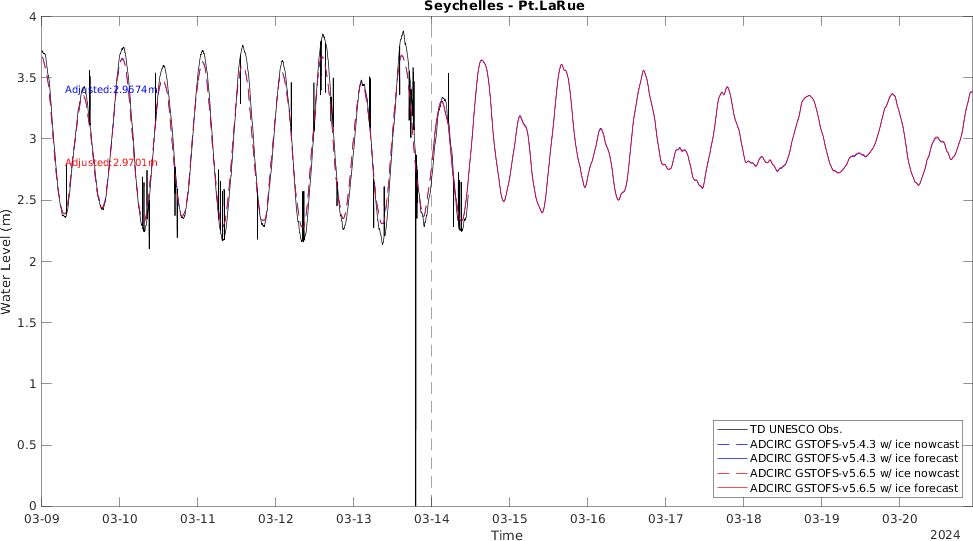 Seychelles - Pt.LaRue
Water Level (m)
4
3.5
3
2.5
2
1.5
1
0.5
0
Adjusted:2.9674m
Adjusted:2.9701m
TD UNESCO Obs.
ADCIRC GSTOFS-v5.4.3 w/ ice nowcast
ADCIRC GSTOFS-v5.4.3 w/ ice forecast
ADCIRC GSTOFS-v5.6.5 w/ ice nowcast
ADCIRC GSTOFS-v5.6.5 w/ ice forecast
03-09 03-10 03-11 03-12 03-13 03-14 03-15 03-16 03-17 03-18 03-19 03-20
Time
2024